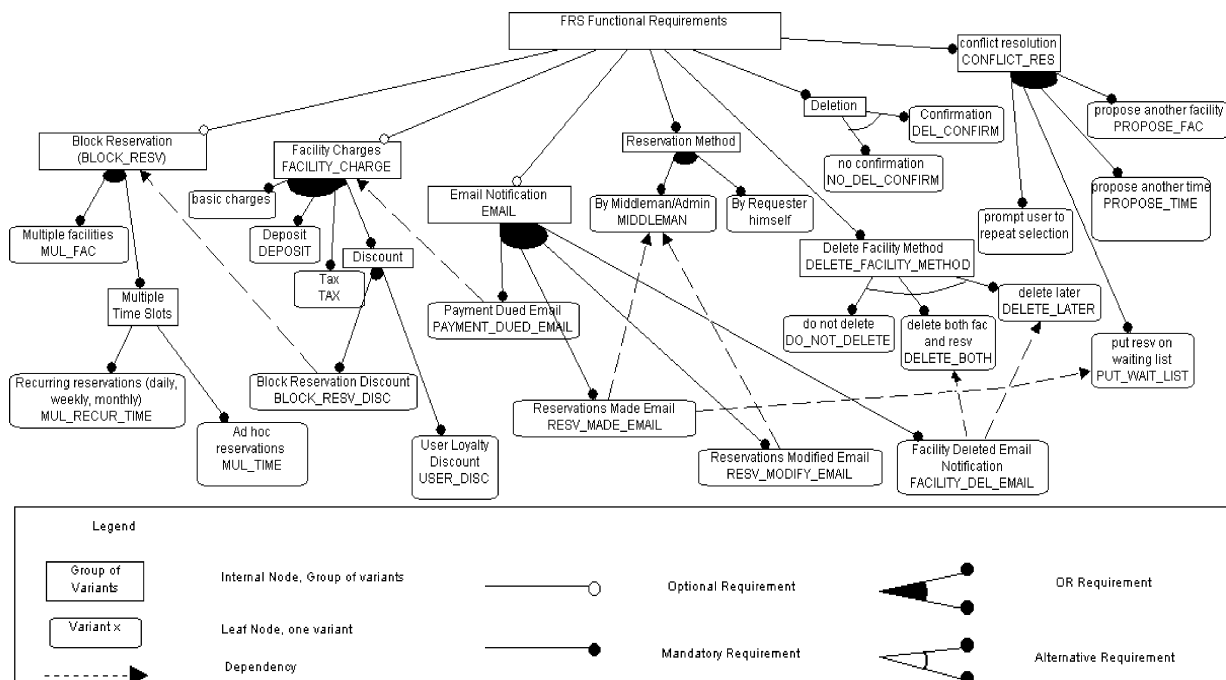 FRS Functional Requirements
conflict resolution
CONFLICT_RES
Block Reservation
(BLOCK_RESV)
Facility Charges
FACILITY_CHARGE
Email Notification
EMAIL
Reservation Method
Deletion
Confirmation
DEL_CONFIRM
no confirmation
NO_DEL_CONFIRM
propose another facility
PROPOSE_FAC
propose another time
PROPOSE_TIME
prompt user to
repeat selection
put resv on
waiting list
PUT_WAIT_LIST
Multiple facilities
MUL_FAC
Multiple
Time Slots
Recurring reservations (daily,
weekly, monthly)
MUL_RECUR_TIME
Ad hoc
reservations
MUL_TIME
basic charges
Deposit
DEPOSIT
Tax
TAX
Discount
Block Reservation Discount
BLOCK_RESV_DISC
User Loyalty
Discount
USER_DISC
Payment Dued Email
PAYMENT_DUED_EMAIL
Reservations Made Email
RESV_MADE_EMAIL
Reservations Modified Email
RESV_MODIFY_EMAIL
Facility Deleted Email
Notification
FACILITY_DEL_EMAIL
By Middleman/Admin
MIDDLEMAN
By Requester
himself
Delete Facility Method
DELETE_FACILITY_METHOD
do not delete
DO_NOT_DELETE
delete both fac
and resv
DELETE_BOTH
delete later
DELETE_LATER
Legend
Group of
Variants
Internal Node, Group of variants
Optional Requirement
OR Requirement
Variant x
Leaf Node, one variant
Mandatory Requirement
Alternative Requirement
Dependency